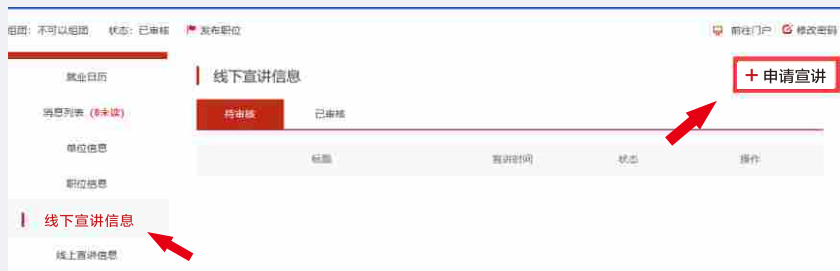 组团: 不可以组团 状态: 已审核 发布职位 前往门户 修改密码
就业日历
消息列表 (8未读)
单位信息
职位信息
线下宣讲信息
线上宣讲信息
线下宣讲信息
+ 申请宣讲
待审核 已审核
标题 宣讲时间 状态 操作